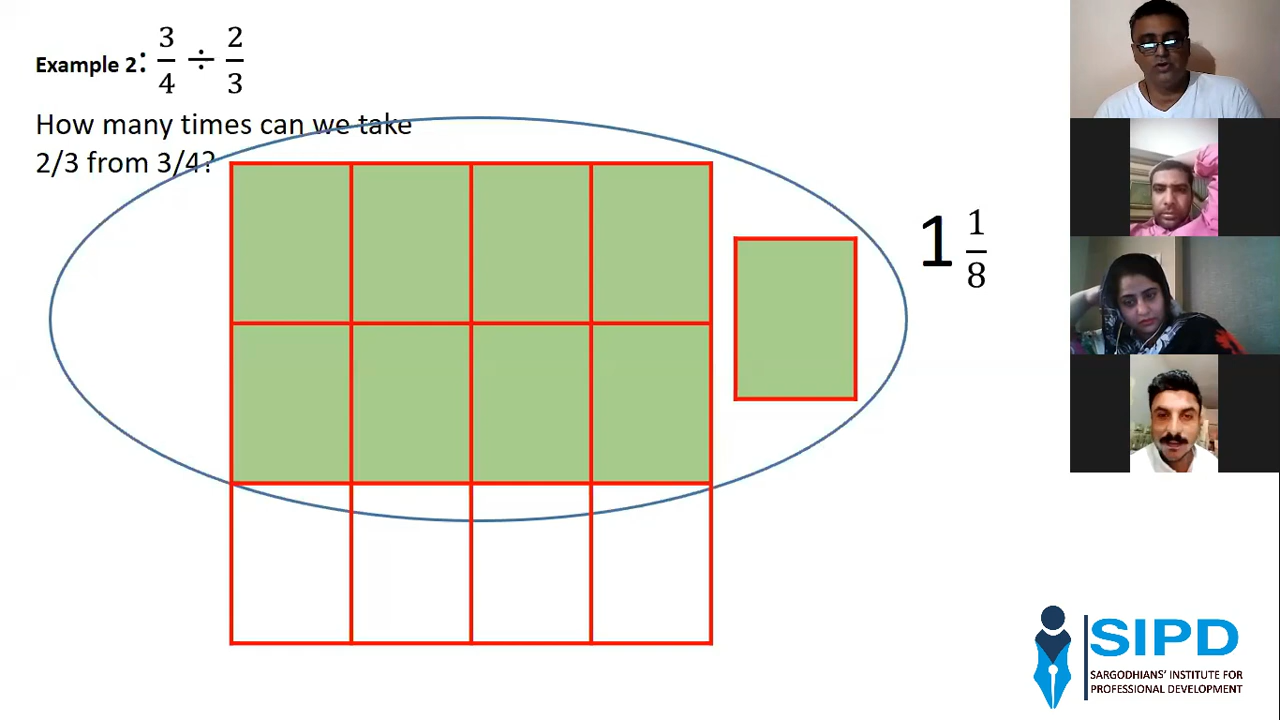 Example 2: 3/4 ÷ 2/3
How many times can we take
2/3 from 3/4?
1 1/8
SIPD
SARGODHIANS' INSTITUTE FOR
PROFESSIONAL DEVELOPMENT